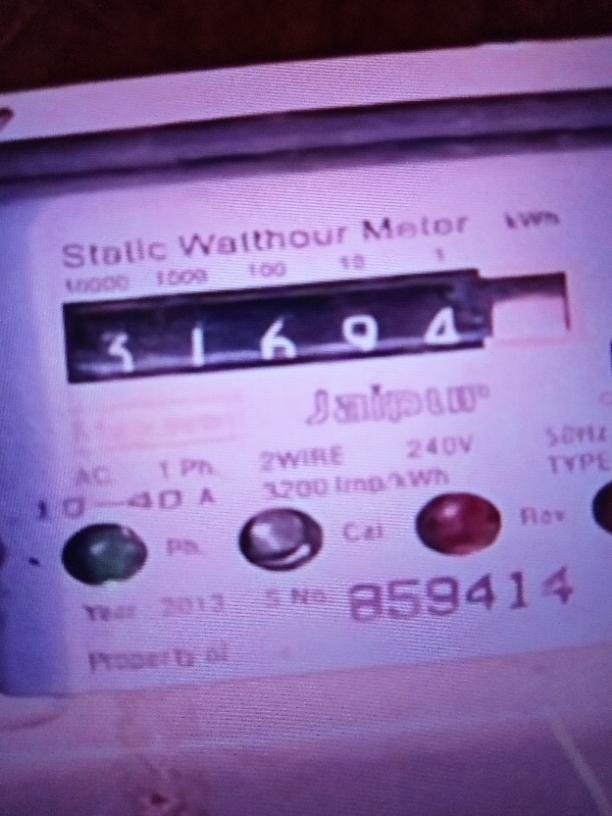 Static Watthour Meter kWh
10000 1000 100 10 1
3 1 6 9 4
Jaipur
AC 1 Ph. 2WIRE 240V 50Hz
10-40 A 3200 Imp/kWh TYPE
Ph. Cal Rev
Year 2013 S No. 859414
Property of